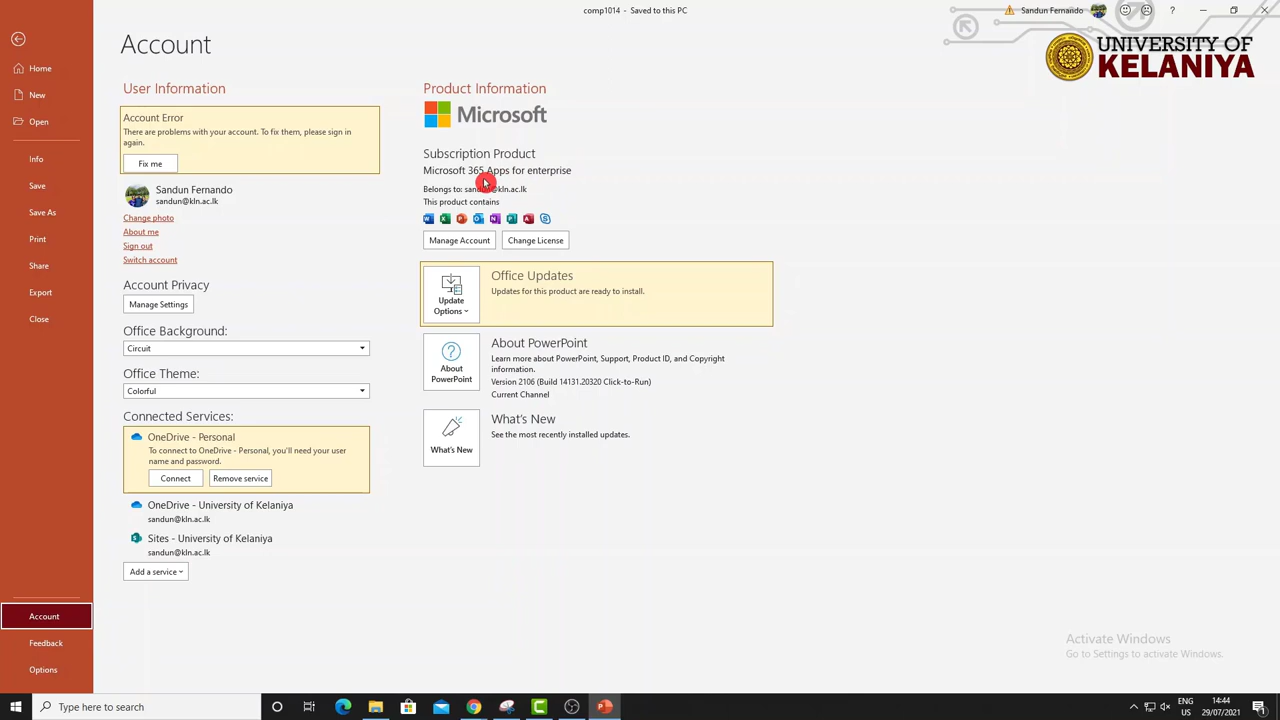 comp1014 - Saved to this PC
Sandun Fernando
?
UNIVERSITY OF
KELANIYA
Account
Home
New
Open
Info
Save
Save As
Print
Share
Export
Close
Account
Feedback
Options
User Information
Account Error
There are problems with your account. To fix them, please sign in
again.
Fix me
Sandun Fernando
sandun@kln.ac.lk
Change photo
About me
Sign out
Switch account
Account Privacy
Manage Settings
Office Background:
Circuit
Office Theme:
Colorful
Connected Services:
OneDrive - Personal
To connect to OneDrive - Personal, you'll need your user
name and password.
Connect
Remove service
OneDrive - University of Kelaniya
sandun@kln.ac.lk
Sites - University of Kelaniya
sandun@kln.ac.lk
Add a service
Product Information
Microsoft
Subscription Product
Microsoft 365 Apps for enterprise
Belongs to: sandun@kln.ac.lk
This product contains
Manage Account
Change License
Update
Options
Office Updates
Updates for this product are ready to install.
About
PowerPoint
About PowerPoint
Learn more about PowerPoint, Support, Product ID, and Copyright
information.
Version 2106 (Build 14131.20320 Click-to-Run)
Current Channel
What's New
What's New
See the most recently installed updates.
Activate Windows
Go to Settings to activate Windows.
Type here to search
ENG
US
14:44
29/07/2021